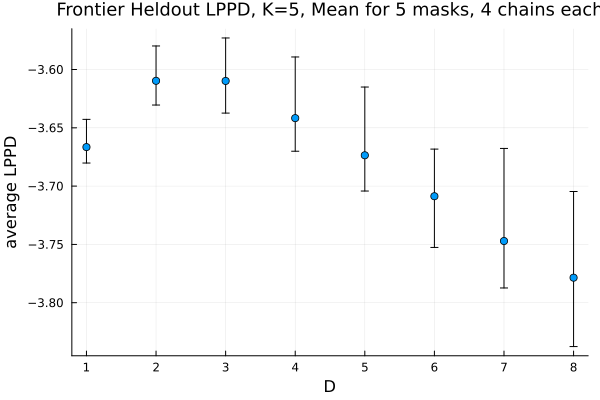 Frontier Heldout LPPD, K=5, Mean for 5 masks, 4 chains each
average LPPD
−3.60
−3.65
−3.70
−3.75
−3.80
1 2 3 4 5 6 7 8
D